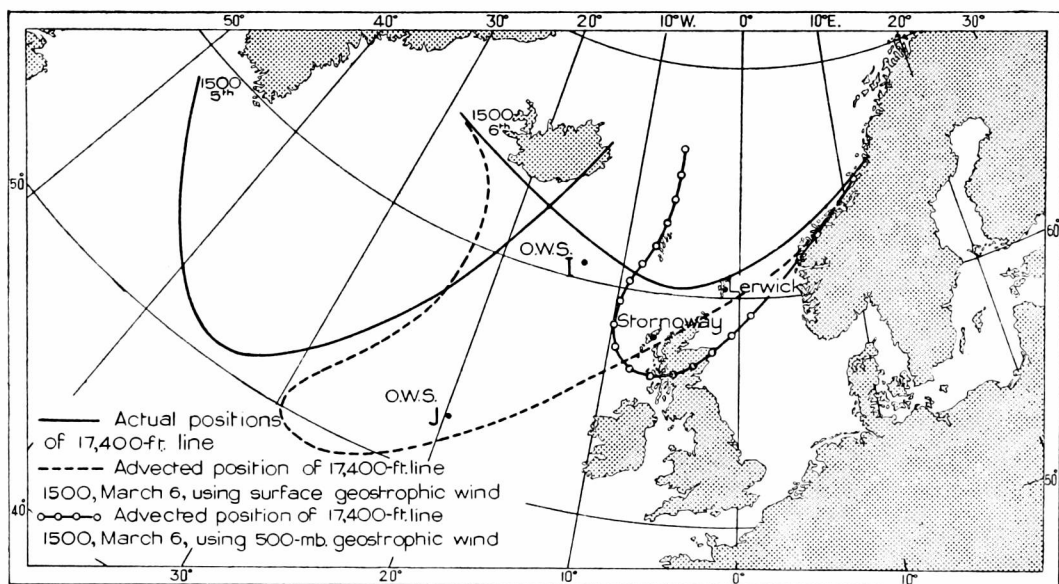 50° 40° 30° 20° 10°W. 0° 10°E. 20° 30°
1500
5th
1500
6th
50°
60°
O.W.S.
I
Lerwick
Stornoway
O.W.S.
J
Actual positions
of 17,400-ft. line
Advected position of 17,400-ft.line
1500, March 6, using surface geostrophic wind
Advected position of 17,400-ft.line
1500, March 6, using 500-mb. geostrophic wind
50°
40°
30° 20° 10° 0° 10°